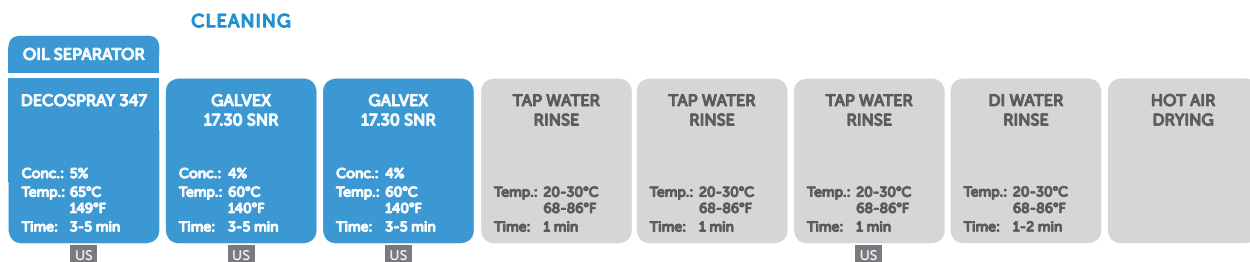 CLEANING
OIL SEPARATOR
DECOSPRAY 347
Conc.: 5%
Temp.: 65°C
149°F
Time: 3-5 min
US
GALVEX
17.30 SNR
Conc.: 4%
Temp.: 60°C
140°F
Time: 3-5 min
US
GALVEX
17.30 SNR
Conc.: 4%
Temp.: 60°C
140°F
Time: 3-5 min
US
TAP WATER
RINSE
Temp.: 20-30°C
68-86°F
Time: 1 min
TAP WATER
RINSE
Temp.: 20-30°C
68-86°F
Time: 1 min
TAP WATER
RINSE
Temp.: 20-30°C
68-86°F
Time: 1 min
US
DI WATER
RINSE
Temp.: 20-30°C
68-86°F
Time: 1-2 min
HOT AIR
DRYING